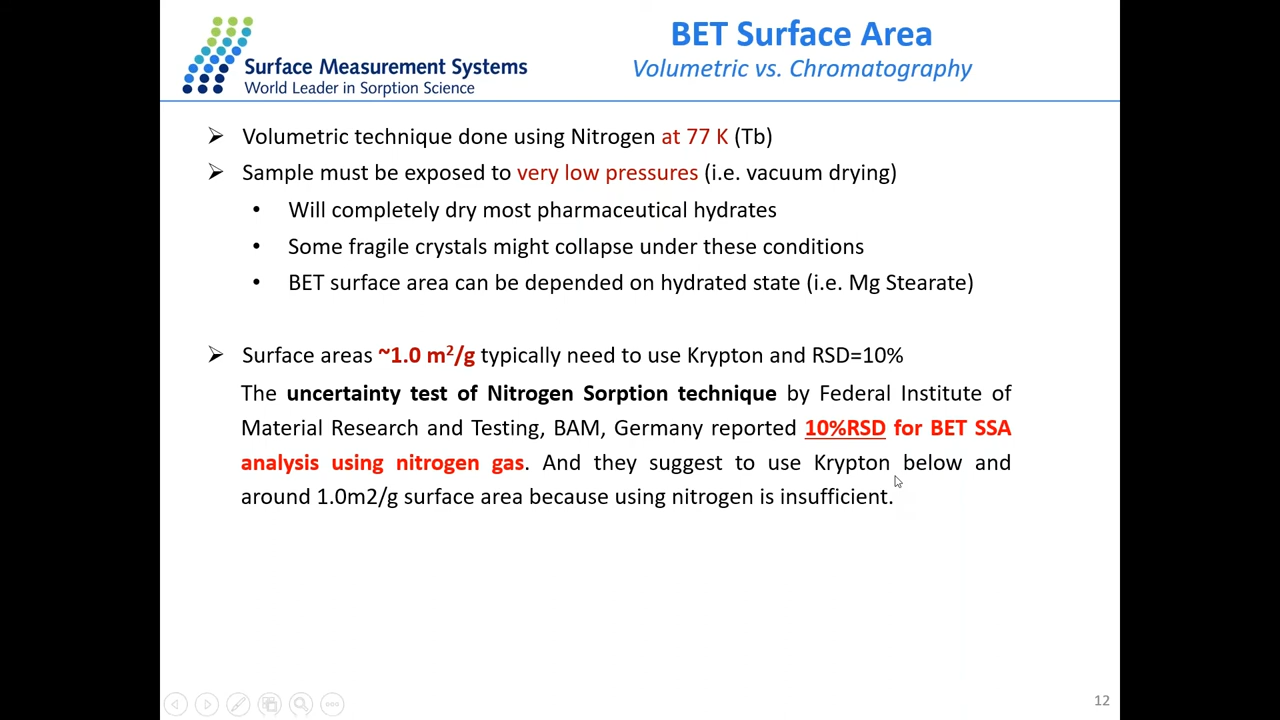 Surface Measurement Systems
World Leader in Sorption Science
BET Surface Area
Volumetric vs. Chromatography
➢ Volumetric technique done using Nitrogen at 77 K (Tb)
➢ Sample must be exposed to very low pressures (i.e. vacuum drying)
• Will completely dry most pharmaceutical hydrates
• Some fragile crystals might collapse under these conditions
• BET surface area can be depended on hydrated state (i.e. Mg Stearate)
➢ Surface areas ~1.0 m²/g typically need to use Krypton and RSD=10%
The uncertainty test of Nitrogen Sorption technique by Federal Institute of
Material Research and Testing, BAM, Germany reported 10%RSD for BET SSA
analysis using nitrogen gas. And they suggest to use Krypton below and
around 1.0m2/g surface area because using nitrogen is insufficient.
12